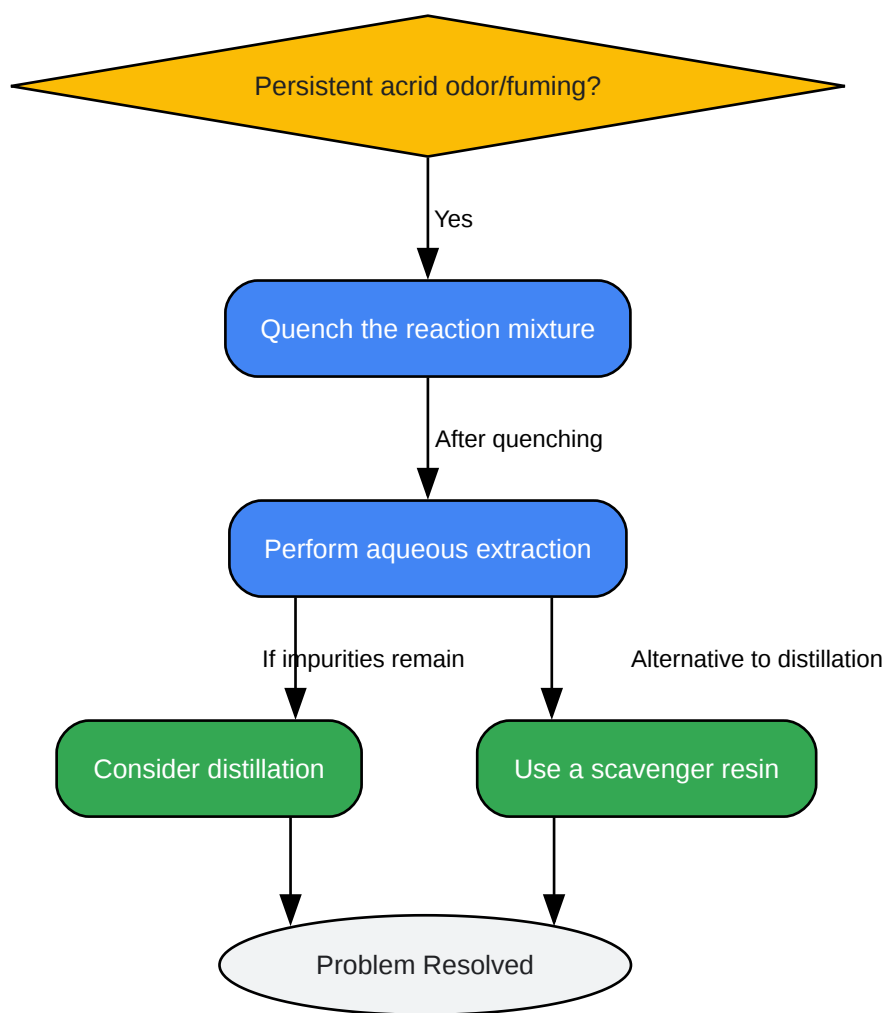 Persistent acrid odor/fuming?
Yes
Quench the reaction mixture
After quenching
Perform aqueous extraction
If impurities remain
Alternative to distillation
Consider distillation
Use a scavenger resin
Problem Resolved